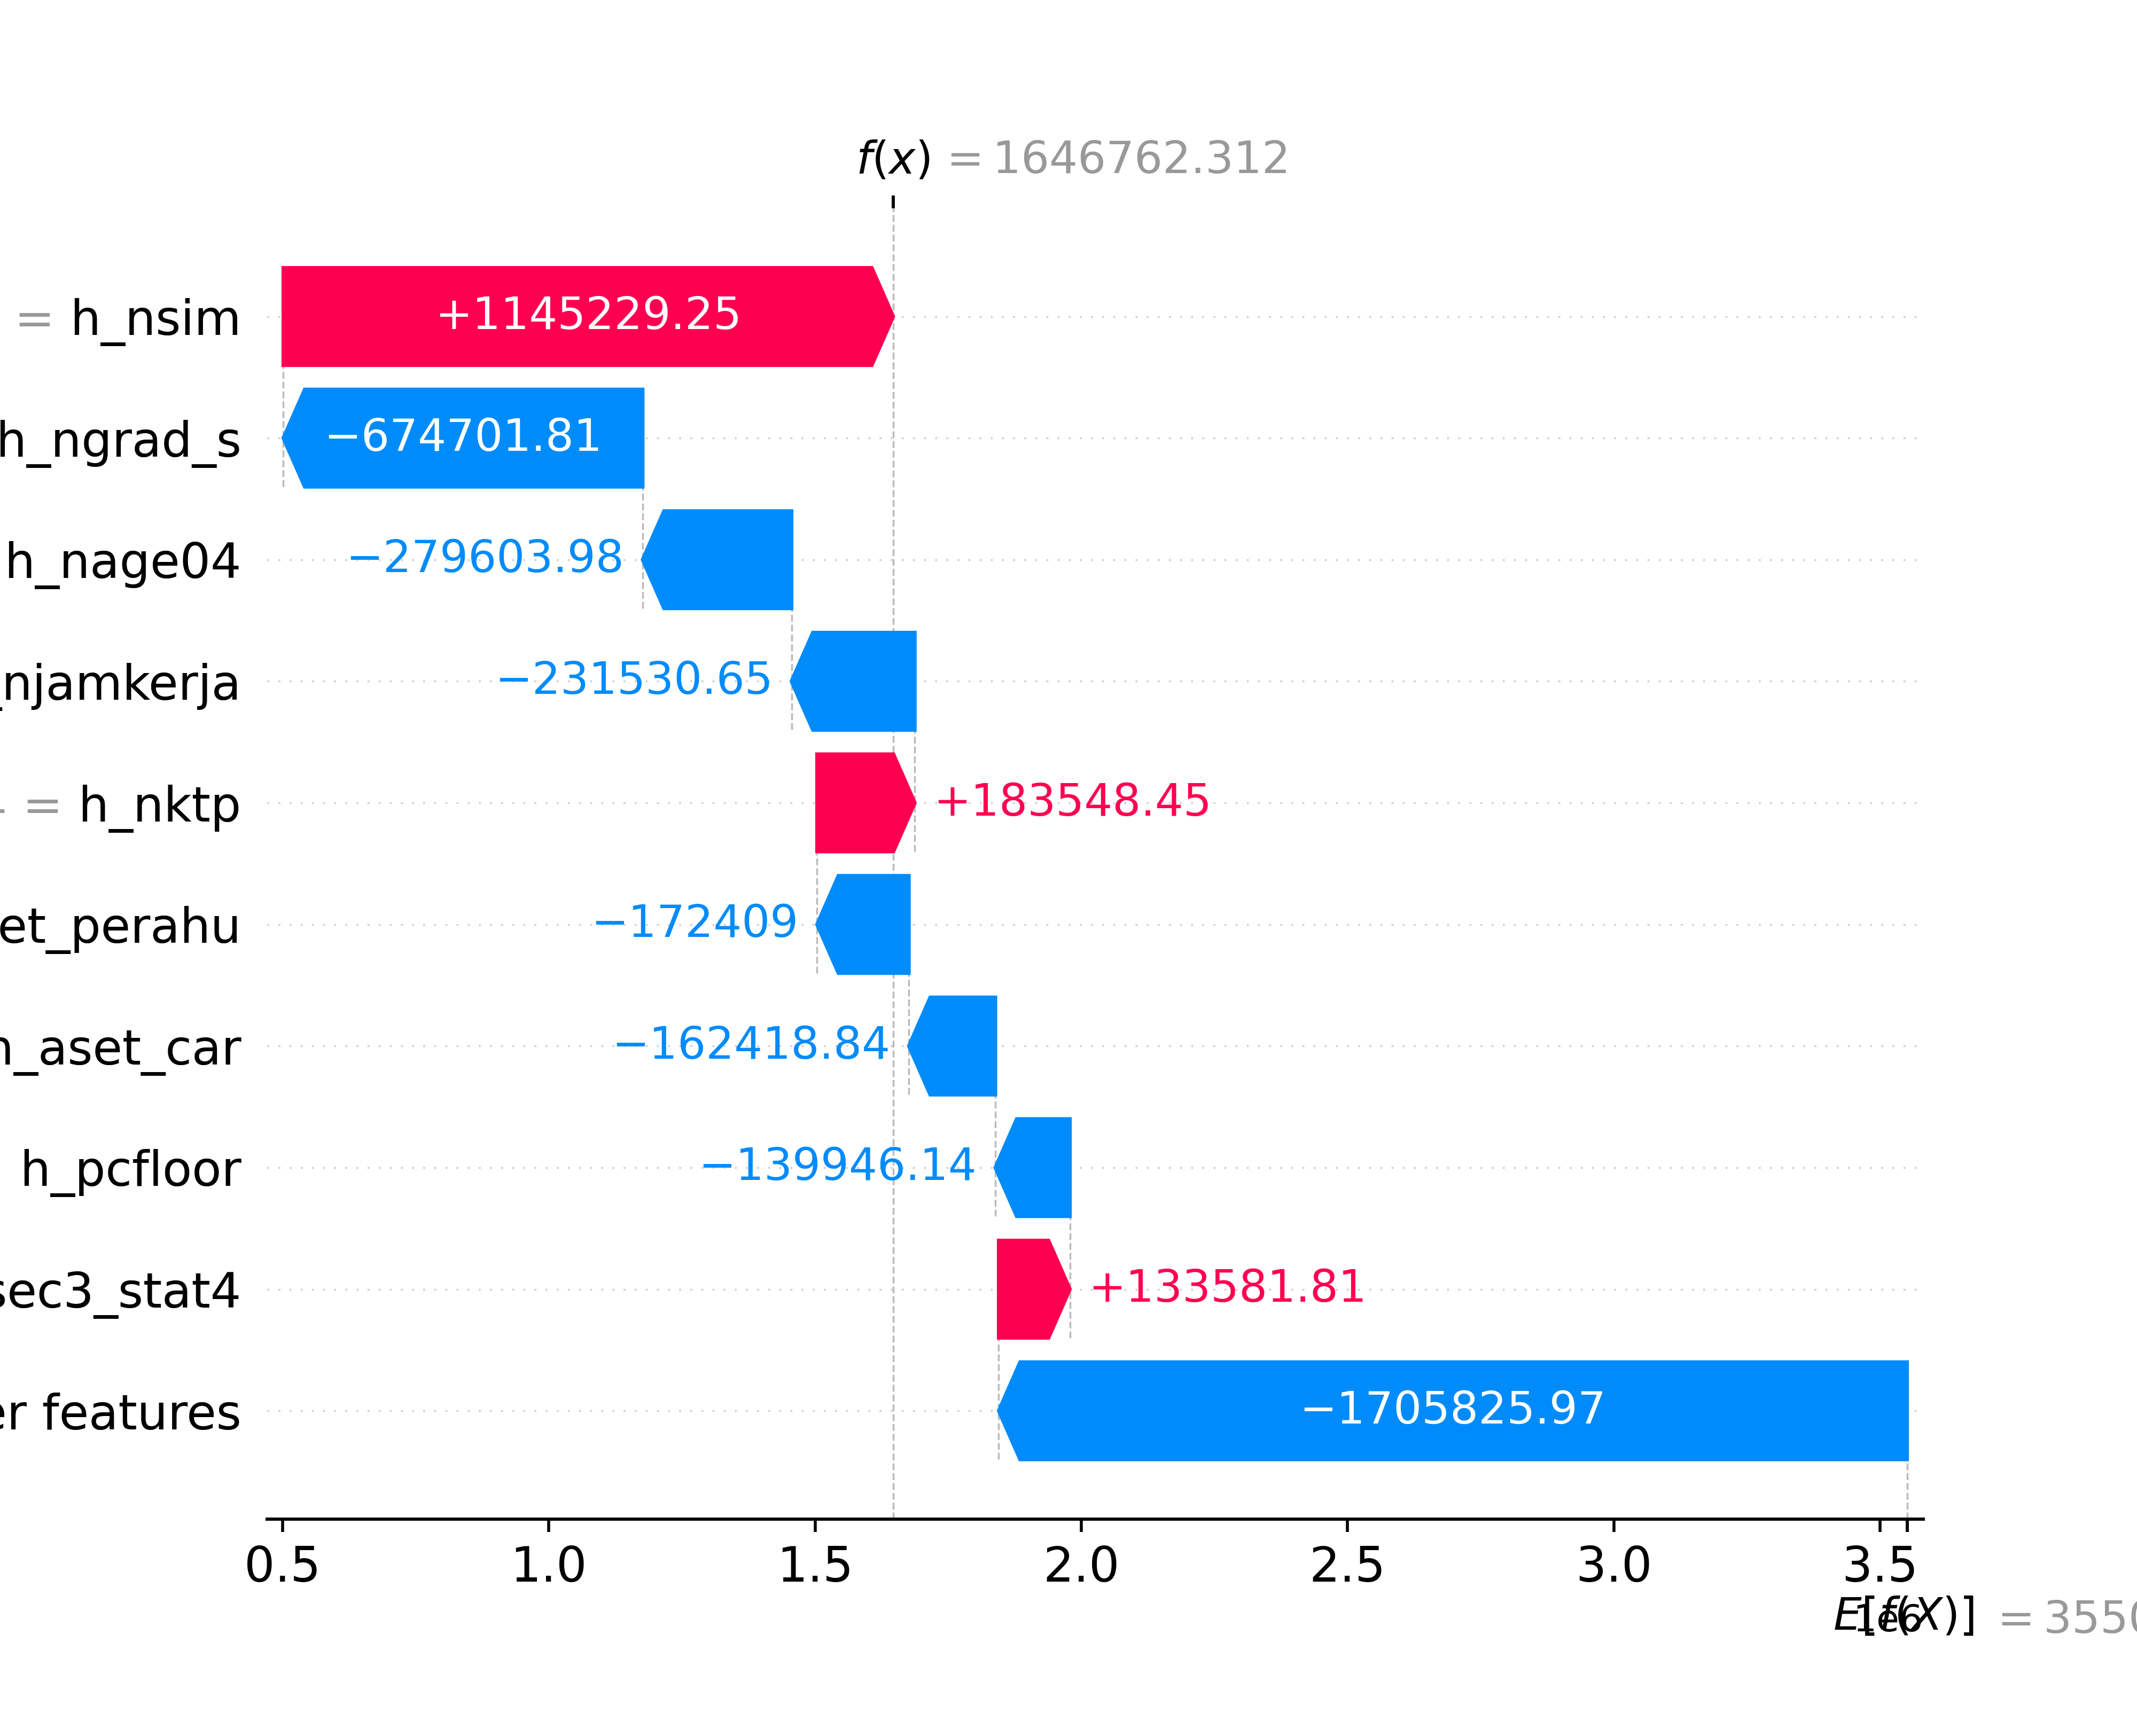 f(x) = 1646762.312
= h_nsim
+1145229.25
h_ngrad_s
−674701.81
h_nage04
−279603.98
njamkerja
−231530.65
= h_nktp
+183548.45
et_perahu
−172409
_aset_car
−162418.84
h_pcfloor
−139946.14
sec3_stat4
+133581.81
er features
−1705825.97
0.5 1.0 1.5 2.0 2.5 3.0 3.5
1e6
E[f(X)] = 3550